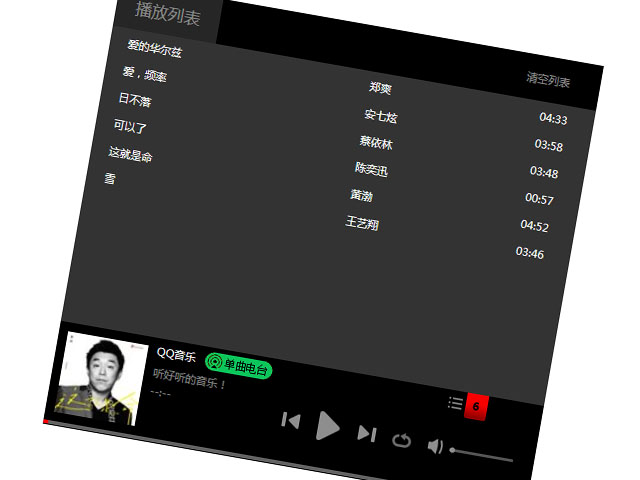 播放列表
清空列表
爱的华尔兹 郑爽 04:33
爱，频率 安七炫 03:58
日不落 蔡依林 03:48
可以了 陈奕迅 00:57
这就是命 黄渤 04:52
雪 王艺翔 03:46
QQ音乐 单曲电台
听好听的音乐！
--:--
6